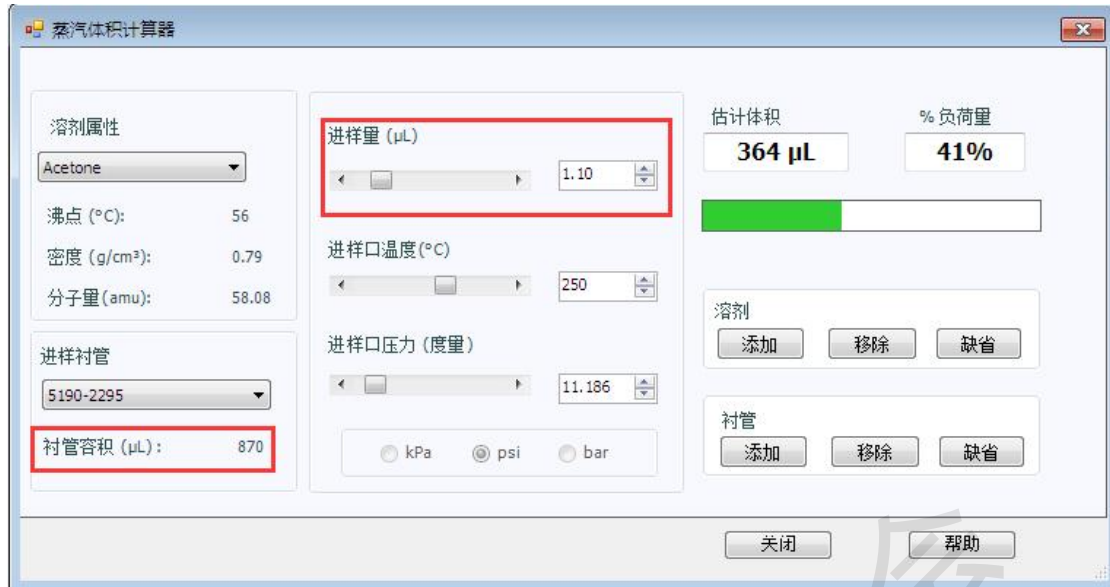 蒸汽体积计算器
溶剂属性
Acetone
沸点 (°C): 56
密度 (g/cm³): 0.79
分子量(amu): 58.08
进样衬管
5190-2295
衬管容积 (μL): 870
进样量 (μL)
1.10
进样口温度(°C)
250
进样口压力 (度量)
11.186
kPa psi bar
估计体积 % 负荷量
364 μL 41%
溶剂
添加 移除 缺省
衬管
添加 移除 缺省
关闭 帮助